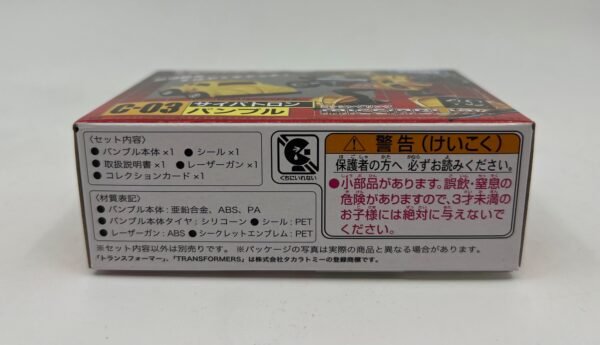 C-03
サイバトロン
バンブル
〈セット内容〉
● バンブル本体 ×1 ● シール ×1
● 取扱説明書 ×1 ● レーザーガン ×1
● コレクションカード ×1
くちにいれない
〈材質表記〉
● バンブル本体：亜鉛合金、ABS、PA
● バンブル本体タイヤ：シリコーン ● シール：PET
● レーザーガン：ABS ● シークレットエンブレム：PET
警告（けいこく）
保護者の方へ 必ずお読みください。
●小部品があります。誤飲・窒息の
危険がありますので、3才未満の
お子様には絶対に与えないで
ください。
※セット内容以外は別売りです。 ※パッケージの写真は実際の商品と異なる場合があります。
「トランスフォーマー」、「TRANSFORMERS」は株式会社タカラトミーの登録商標です。